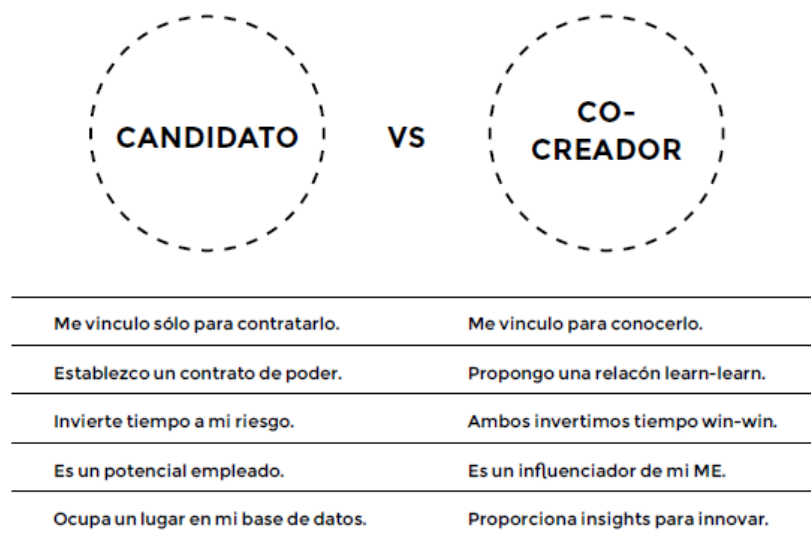 CANDIDATO
VS
CO-
CREADOR
Me vinculo sólo para contratarlo.
Me vinculo para conocerlo.
Establezco un contrato de poder.
Propongo una relacón learn-learn.
Invierte tiempo a mi riesgo.
Ambos invertimos tiempo win-win.
Es un potencial empleado.
Es un influenciador de mi ME.
Ocupa un lugar en mi base de datos.
Proporciona insights para innovar.